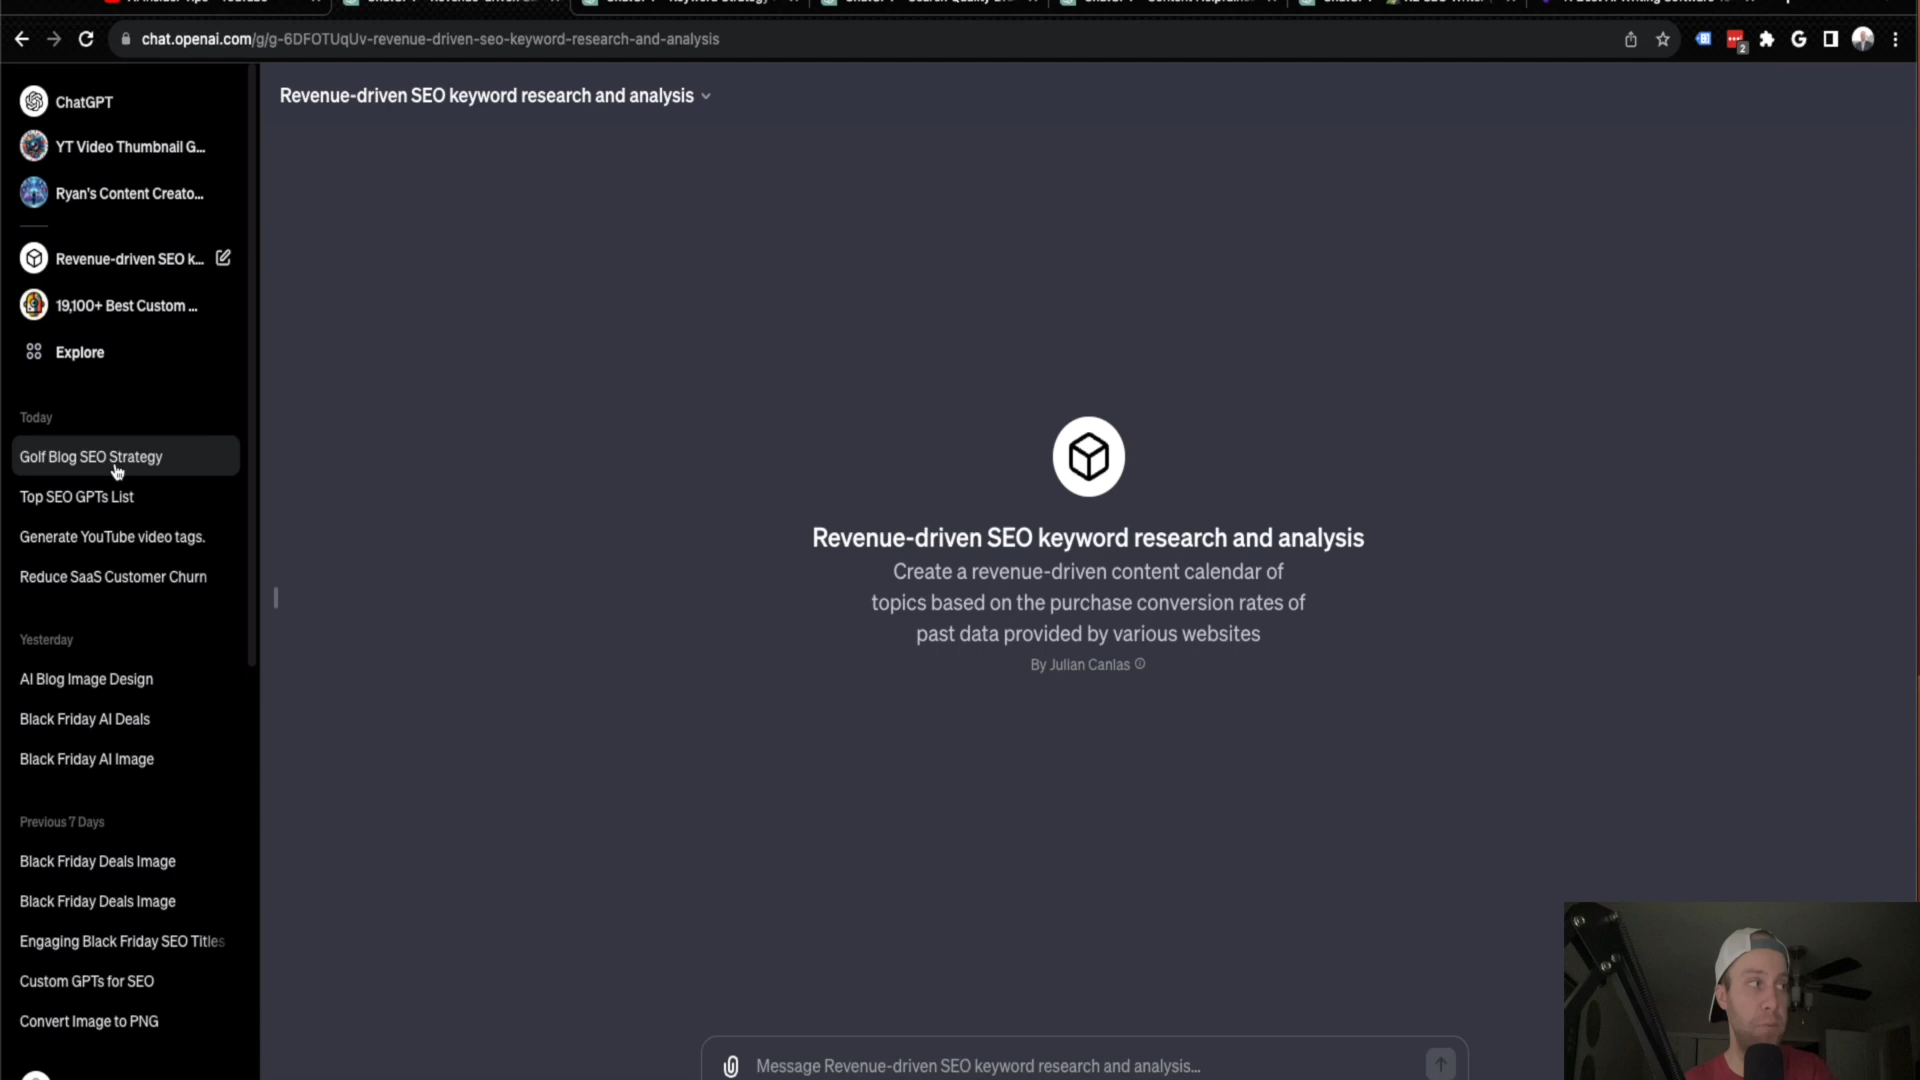 chat.openai.com/g/g-6DFOTUqUv-revenue-driven-seo-keyword-research-and-analysis
2
ChatGPT
YT Video Thumbnail G...
Ryan's Content Creato...
Revenue-driven SEO k...
19,100+ Best Custom ...
Explore
Today
Golf Blog SEO Strategy
Top SEO GPTs List
Generate YouTube video tags.
Reduce SaaS Customer Churn
Yesterday
AI Blog Image Design
Black Friday AI Deals
Black Friday AI Image
Previous 7 Days
Black Friday Deals Image
Black Friday Deals Image
Engaging Black Friday SEO Titles
Custom GPTs for SEO
Convert Image to PNG
Revenue-driven SEO keyword research and analysis
Revenue-driven SEO keyword research and analysis
Create a revenue-driven content calendar of
topics based on the purchase conversion rates of
past data provided by various websites
By Julian Canlas
Message Revenue-driven SEO keyword research and analysis...